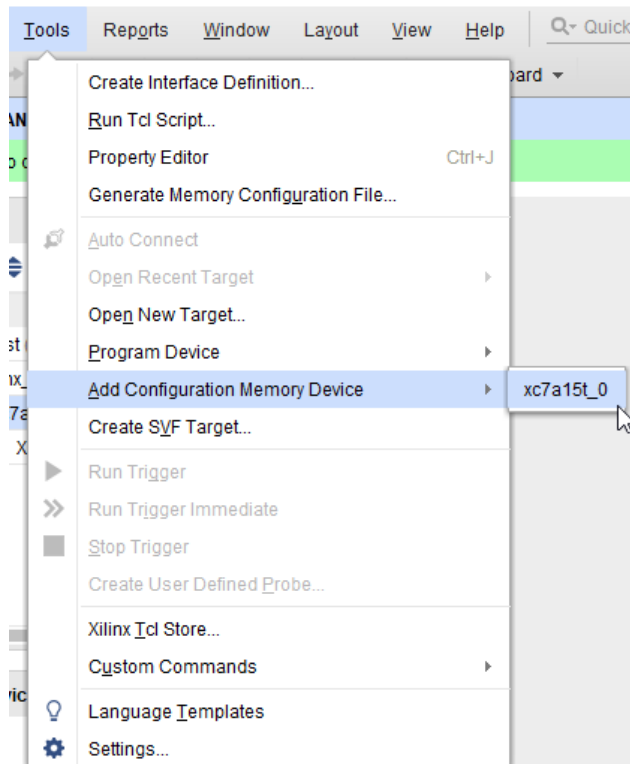 Tools Reports Window Layout View Help Quick
Create Interface Definition...
Run Tcl Script...
Property Editor Ctrl+J
Generate Memory Configuration File...
Auto Connect
Open Recent Target
Open New Target...
Program Device
Add Configuration Memory Device xc7a15t_0
Create SVF Target...
Run Trigger
Run Trigger Immediate
Stop Trigger
Create User Defined Probe...
Xilinx Tcl Store...
Custom Commands
Language Templates
Settings...